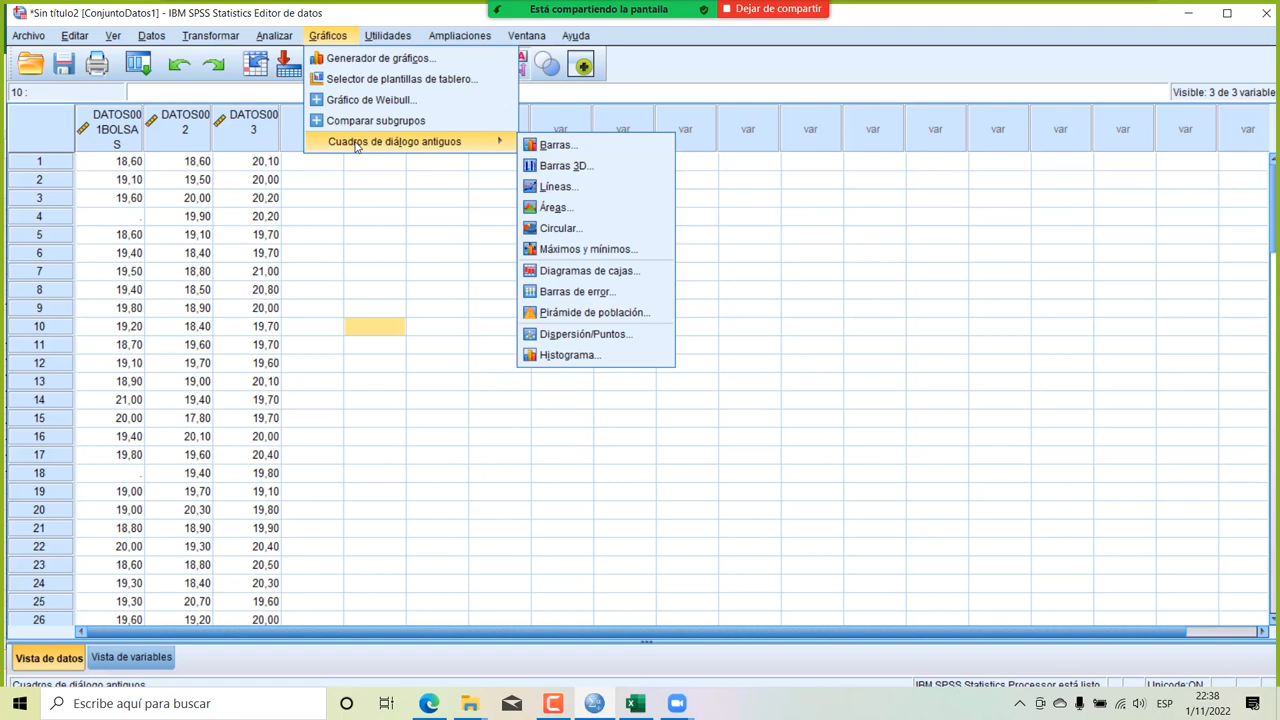 *Sin título2 [ConjuntoDatos1] - IBM SPSS Statistics Editor de datos
Está compartiendo la pantalla
Dejar de compartir
Archivo Editar Ver Datos Transformar Analizar Gráficos Utilidades Ampliaciones Ventana Ayuda
Generador de gráficos...
Selector de plantillas de tablero...
Gráfico de Weibull...
Comparar subgrupos
Cuadros de diálogo antiguos
Barras...
Barras 3D...
Líneas...
Áreas...
Circular...
Máximos y mínimos...
Diagramas de cajas...
Barras de error...
Pirámide de población...
Dispersión/Puntos...
Histograma...
10 :
Visible: 3 de 3 variable
DATOS00 DATOS00 DATOS00 var var var var var var var var var var var var
1BOLSA 2 3
S
1 18,60 18,60 20,10
2 19,10 19,50 20,00
3 19,60 20,00 20,20
4 . 19,90 20,20
5 18,60 19,10 19,70
6 19,40 18,40 19,70
7 19,50 18,80 21,00
8 19,40 18,50 20,80
9 19,80 18,90 20,00
10 19,20 18,40 19,70
11 18,70 19,60 19,70
12 19,10 19,70 19,60
13 18,90 19,00 20,10
14 21,00 19,40 19,70
15 20,00 17,80 19,70
16 19,40 20,10 20,00
17 19,80 19,60 20,40
18 . 19,40 19,80
19 19,00 19,70 19,10
20 19,00 20,30 19,80
21 18,80 18,90 19,90
22 20,00 19,30 20,40
23 18,60 18,80 20,50
24 19,30 18,40 20,30
25 19,30 20,70 19,60
26 19,60 19,20 20,00
Vista de datos Vista de variables
Cuadros de diálogo antiguos
IBM SPSS Statistics Processor está listo
Unicode:ON
Escribe aquí para buscar
ESP
22:38
1/11/2022